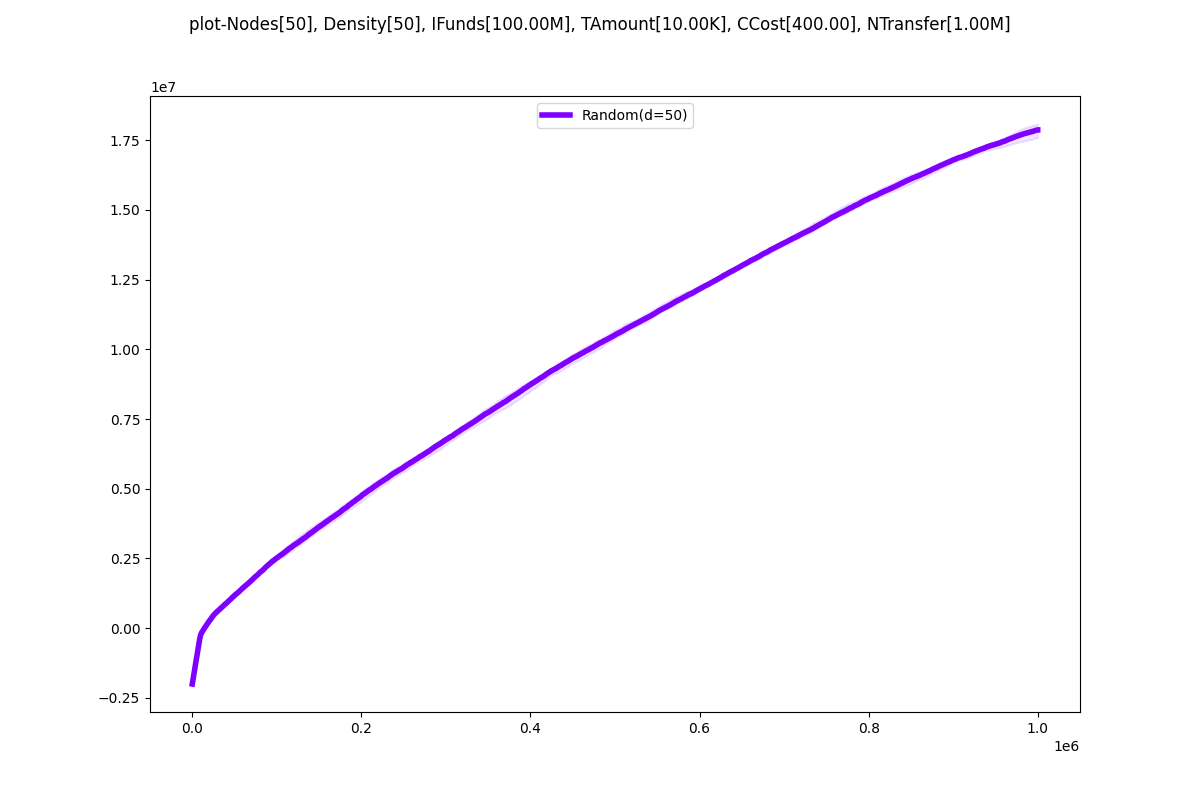 plot-Nodes[50], Density[50], IFunds[100.00M], TAmount[10.00K], CCost[400.00], NTransfer[1.00M]
1e7
Random(d=50)
1.75
1.50
1.25
1.00
0.75
0.50
0.25
0.00
−0.25
0.0 0.2 0.4 0.6 0.8 1.0
1e6